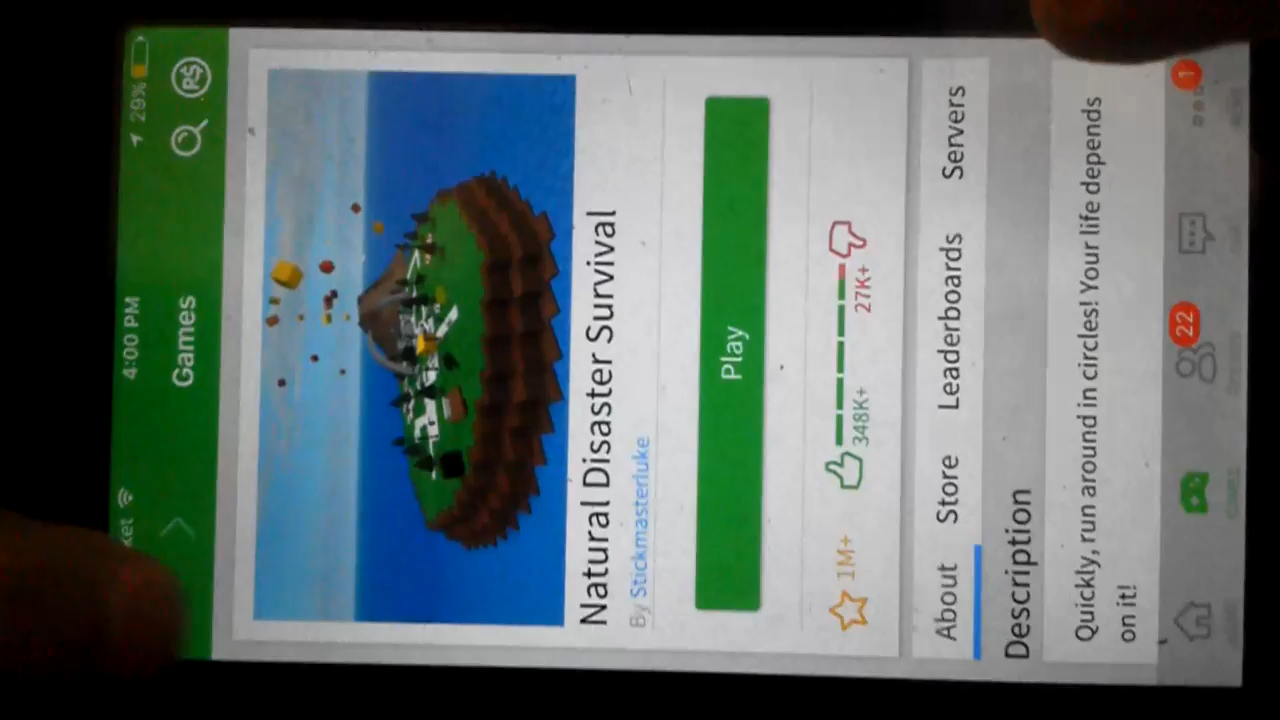 ket 4:00 PM 29%
Games R$
Natural Disaster Survival
By Stickmasterluke
Play
1M+ 348K+ 27K+
About Store Leaderboards Servers
Description
Quickly, run around in circles! Your life depends
on it!
22 1